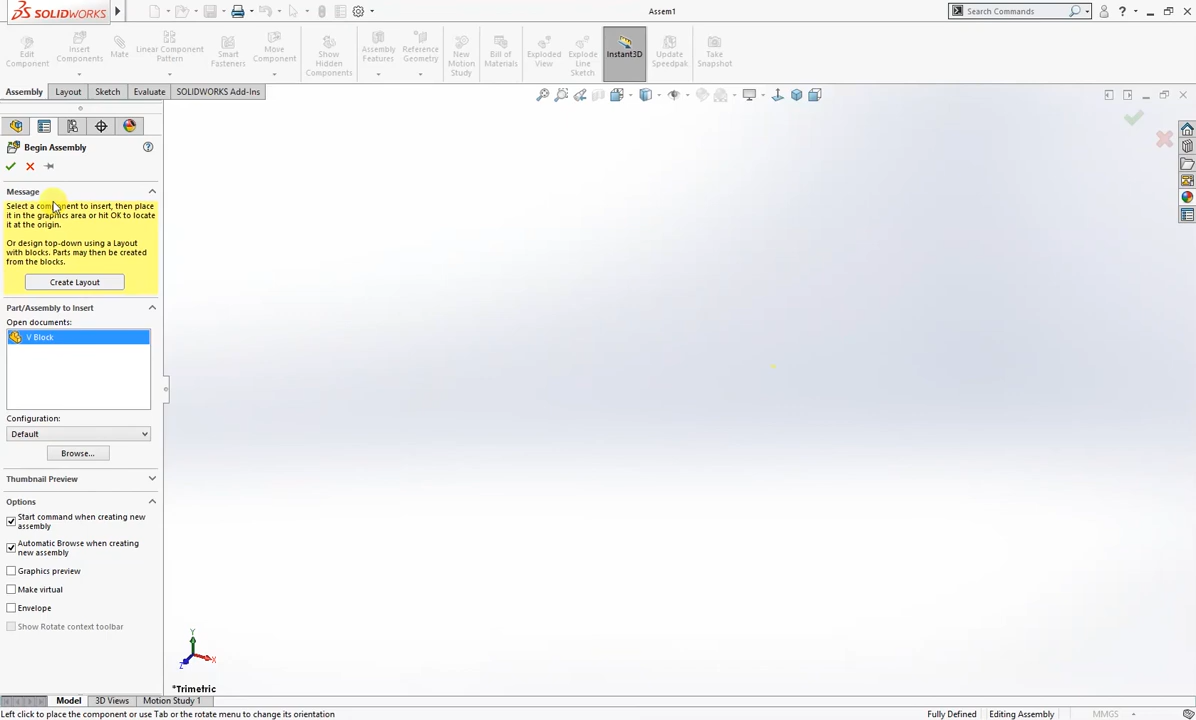 SOLIDWORKS
Assem1
Search Commands
Edit Component
Insert Components
Mate
Linear Component Pattern
Smart Fasteners
Move Component
Show Hidden Components
Assembly Features
Reference Geometry
New Motion Study
Bill of Materials
Exploded View
Explode Line Sketch
Instant3D
Update Speedpak
Take Snapshot
Assembly
Layout
Sketch
Evaluate
SOLIDWORKS Add-Ins
Begin Assembly
Message
Select a component to insert, then place
it in the graphics area or hit OK to locate
it at the origin.
Or design top-down using a Layout
with blocks. Parts may then be created
from the blocks.
Create Layout
Part/Assembly to Insert
Open documents:
V Block
Configuration:
Default
Browse...
Thumbnail Preview
Options
Start command when creating new
assembly
Automatic Browse when creating
new assembly
Graphics preview
Make virtual
Envelope
Show Rotate context toolbar
Y
X
Z
*Trimetric
Model
3D Views
Motion Study 1
Left click to place the component or use Tab or the rotate menu to change its orientation
Fully Defined
Editing Assembly
MMGS